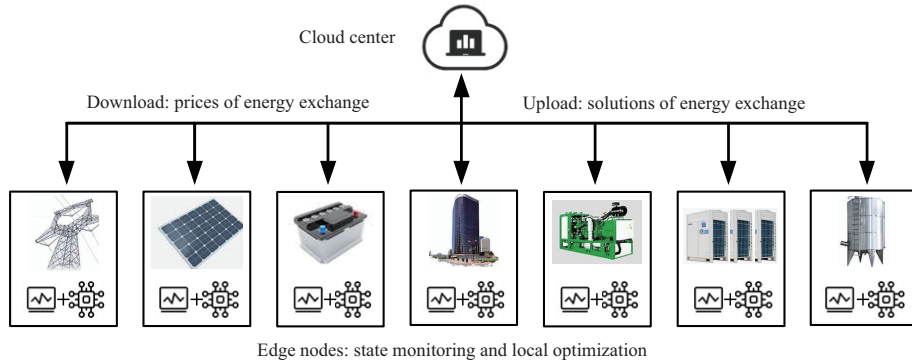 Cloud center
Download: prices of energy exchange
Upload: solutions of energy exchange
Edge nodes: state monitoring and local optimization